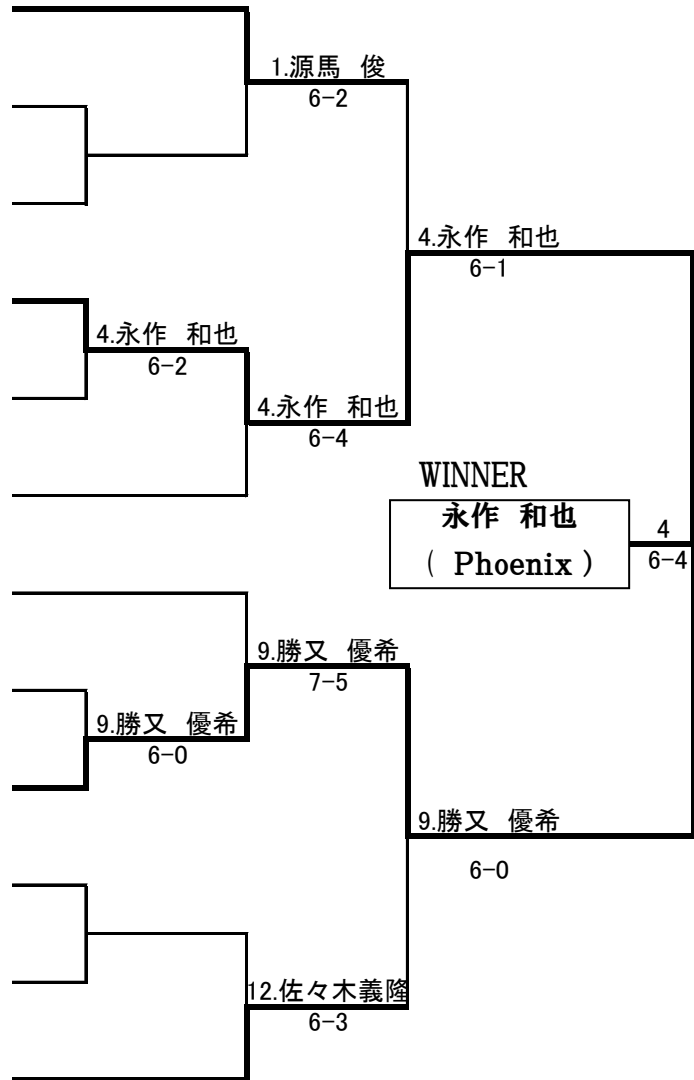 1.源馬 俊
6-2
4.永作 和也
6-1
4.永作 和也
6-2
4.永作 和也
6-4
WINNER
永作 和也
( Phoenix )
4
6-4
9.勝又 優希
7-5
9.勝又 優希
6-0
9.勝又 優希
6-0
12.佐々木義隆
6-3